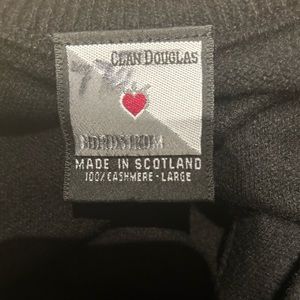 CLAN DOUGLAS
NORDSTROM
MADE IN SCOTLAND
100% CASHMERE - LARGE